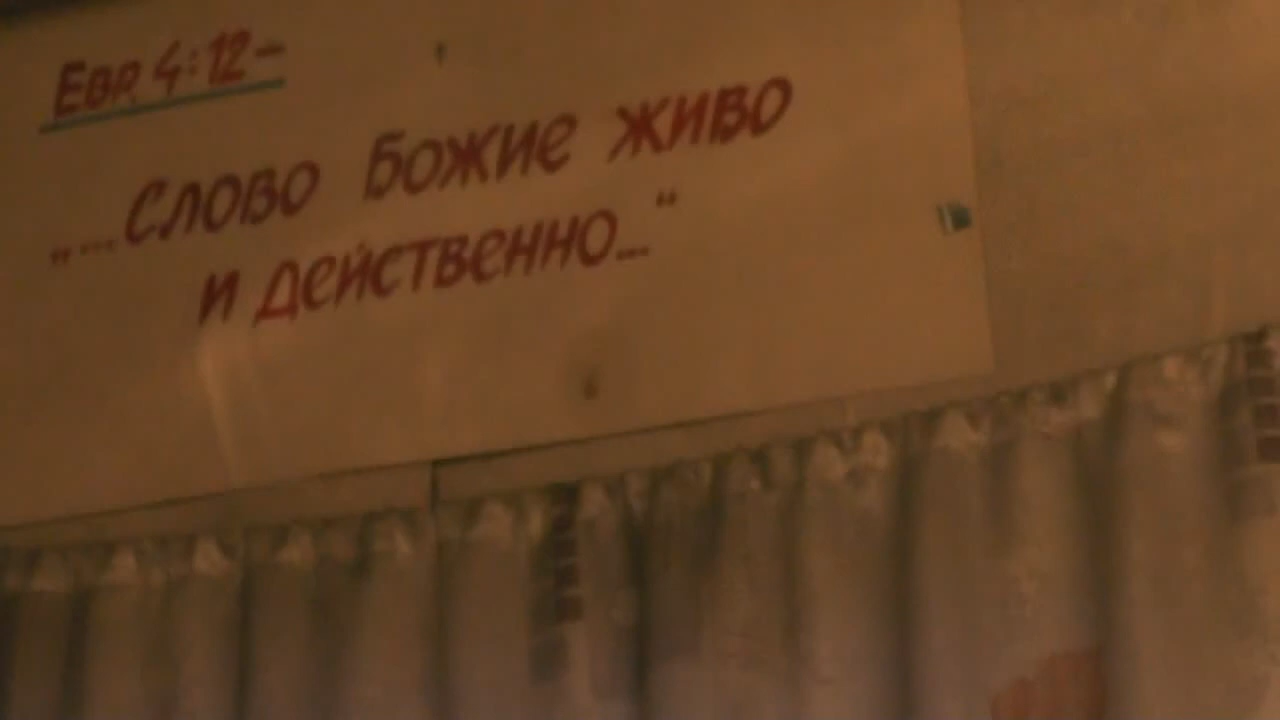 Евр. 4:12-
„...Слово Божие живо
и действенно...“